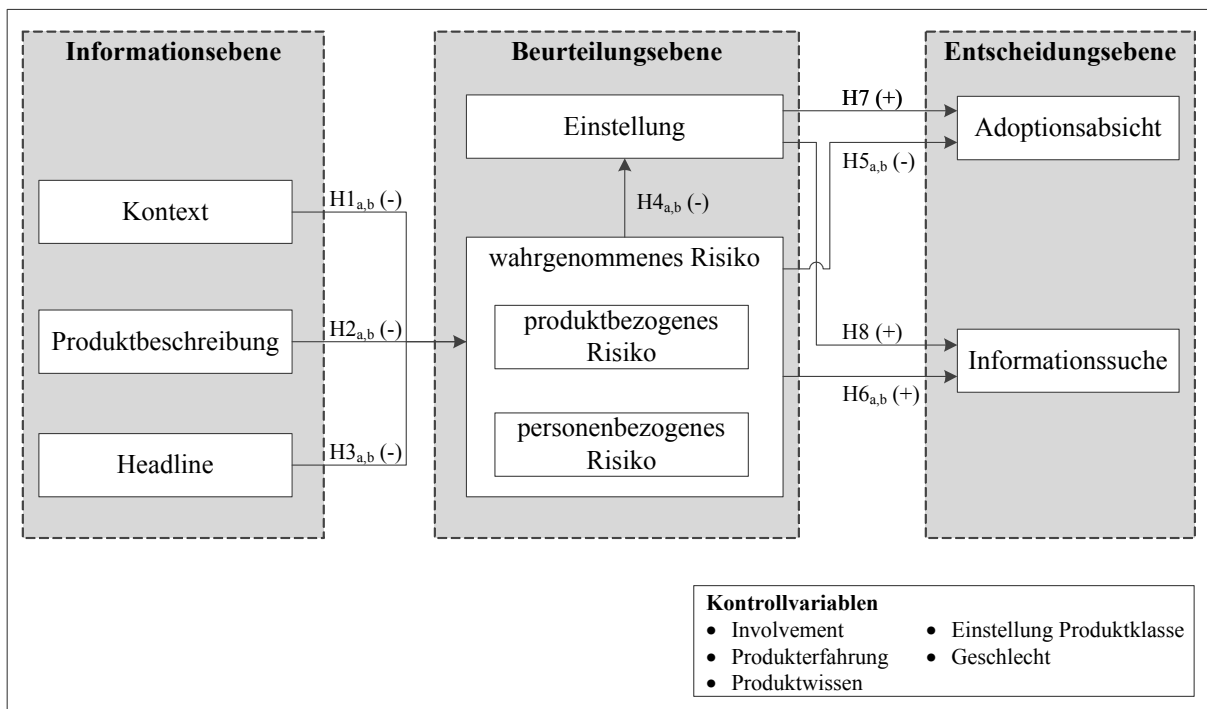 Informationsebene
Kontext
Produktbeschreibung
Headline
H1a,b (-)
H2a,b (-)
H3a,b (-)
Beurteilungsebene
Einstellung
H4a,b (-)
wahrgenommenes Risiko
produktbezogenes
Risiko
personenbezogenes
Risiko
H7 (+)
H5a,b (-)
H8 (+)
H6a,b (+)
Entscheidungsebene
Adoptionsabsicht
Informationssuche
Kontrollvariablen
• Involvement
• Produkterfahrung
• Produktwissen
• Einstellung Produktklasse
• Geschlecht